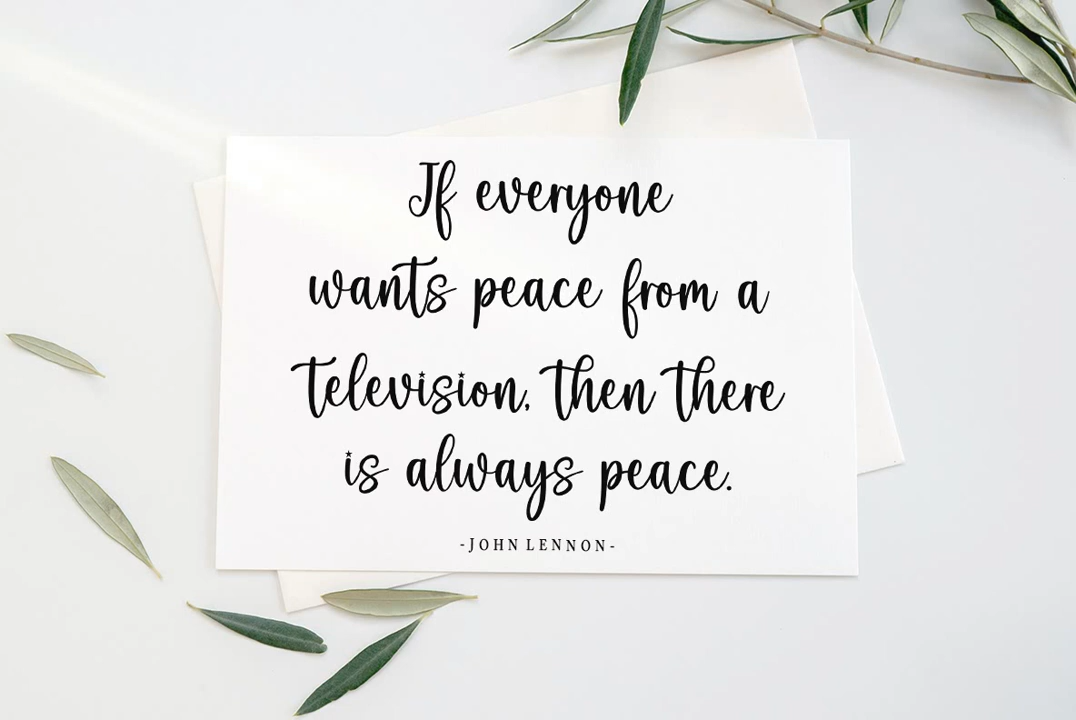 If everyone
wants peace from a
television, then there
is always peace.
-JOHN LENNON-